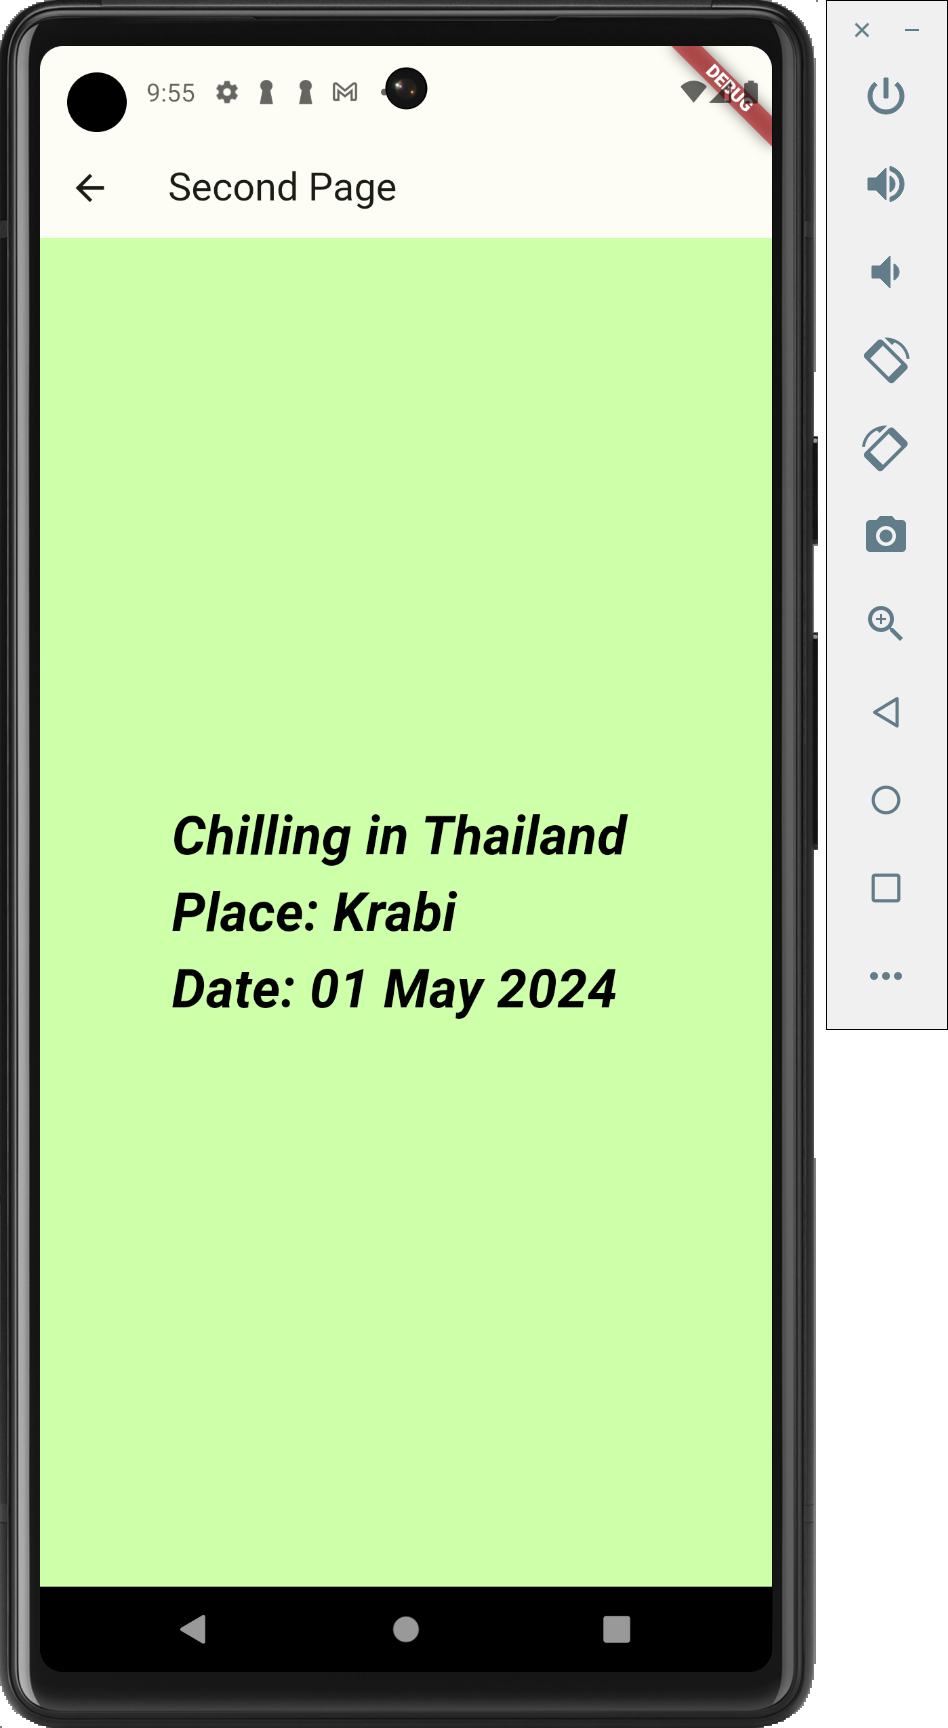 9:55
DEBUG
Second Page
Chilling in Thailand
Place: Krabi
Date: 01 May 2024